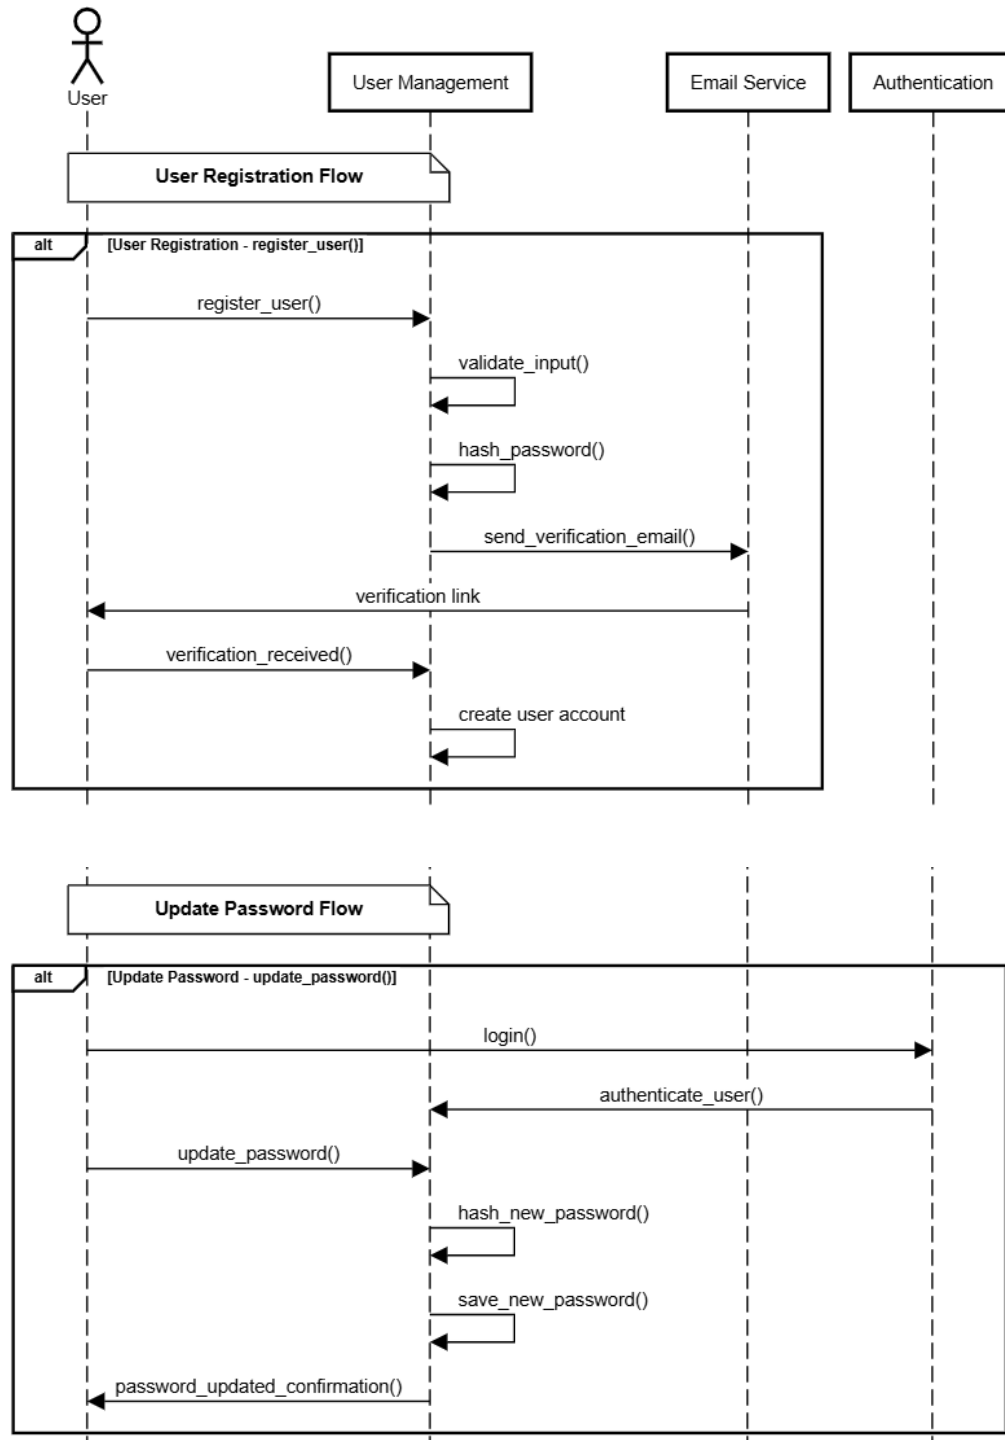 User
User Management
Email Service
Authentication
User Registration Flow
alt
[User Registration - register_user()]
register_user()
validate_input()
hash_password()
send_verification_email()
verification link
verification_received()
create user account
Update Password Flow
alt
[Update Password - update_password()]
login()
authenticate_user()
update_password()
hash_new_password()
save_new_password()
password_updated_confirmation()